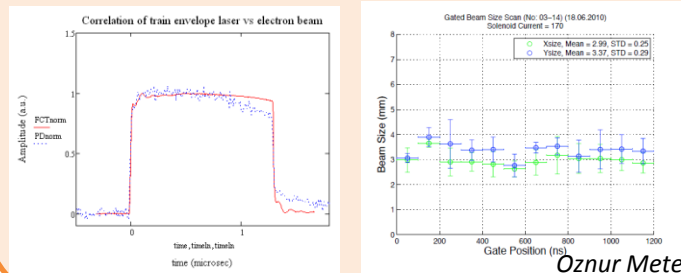 Correlation of train envelope laser vs electron beam
1.5
1
0.5
0
Amplitude (a.u.)
FCTnorm
PDnorm
0
1
time,timeIn,timeIn
time (microsec)
Gated Beam Size Scan (No: 03-14) (18.06.2010)
Solenoid Current = 170
Xsize, Mean = 2.99, STD = 0.25
Ysize, Mean = 3.37, STD = 0.29
8
7
6
5
4
3
2
1
0
Beam Size (mm)
0 200 400 600 800 1000 1200
Gate Position (ns)
Oznur Mete